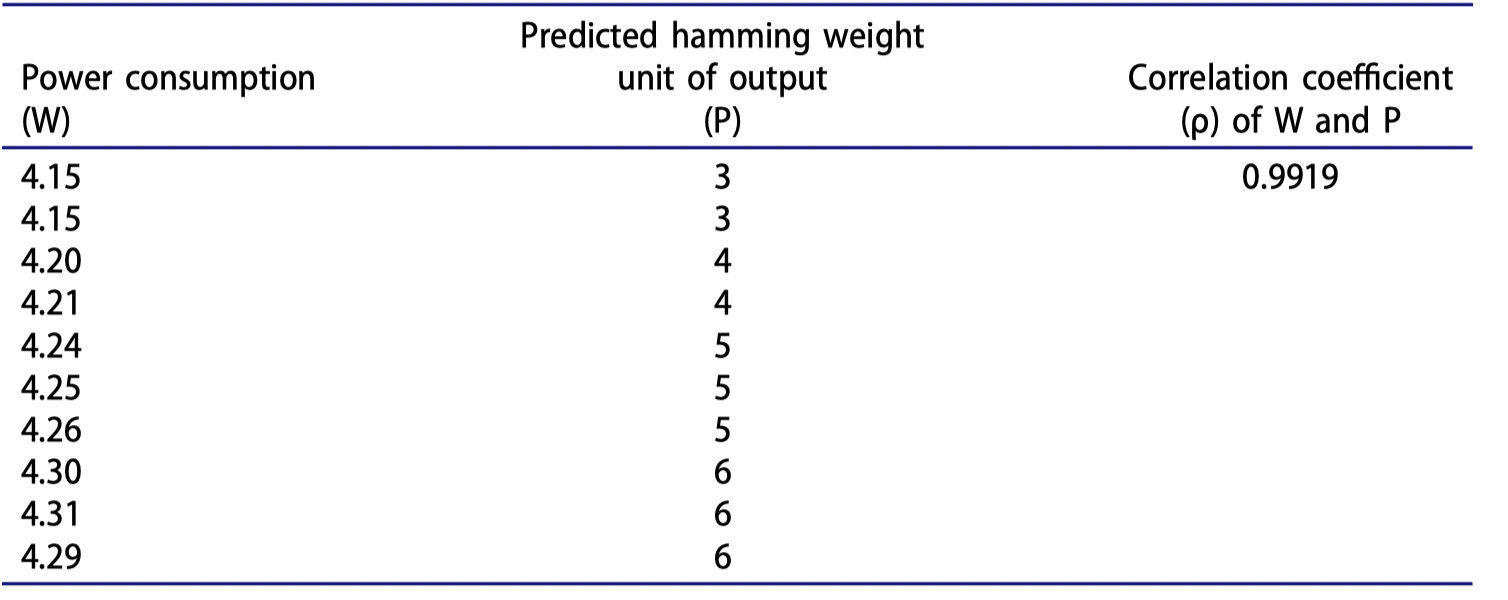 Predicted hamming weight
Power consumption unit of output Correlation coefficient
(W) (P) (ρ) of W and P
4.15 3 0.9919
4.15 3
4.20 4
4.21 4
4.24 5
4.25 5
4.26 5
4.30 6
4.31 6
4.29 6